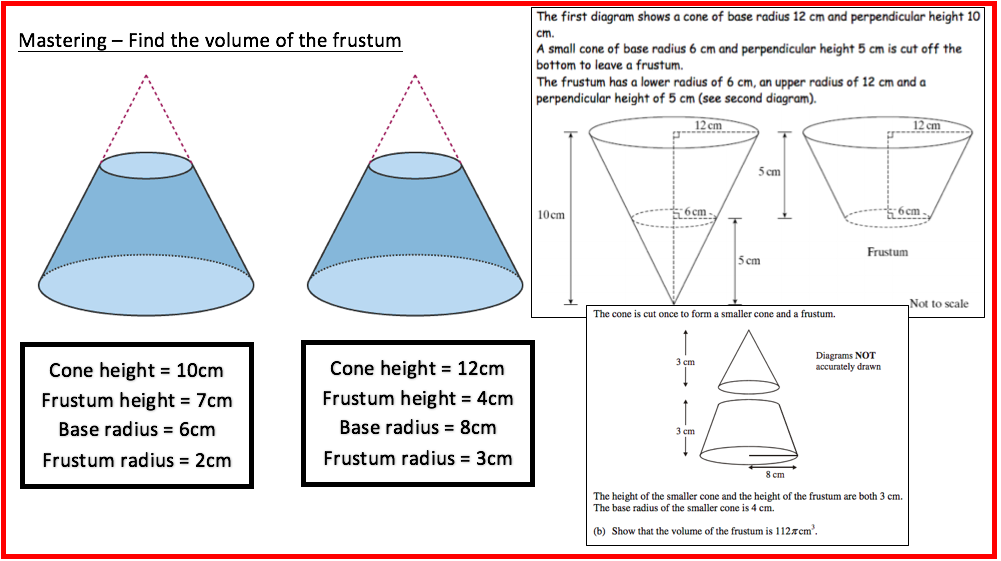 Mastering – Find the volume of the frustum
Cone height = 10cm
Frustum height = 7cm
Base radius = 6cm
Frustum radius = 2cm
Cone height = 12cm
Frustum height = 4cm
Base radius = 8cm
Frustum radius = 3cm
The first diagram shows a cone of base radius 12 cm and perpendicular height 10
cm.
A small cone of base radius 6 cm and perpendicular height 5 cm is cut off the
bottom to leave a frustum.
The frustum has a lower radius of 6 cm, an upper radius of 12 cm and a
perpendicular height of 5 cm (see second diagram).
12 cm
12 cm
5 cm
10 cm
6 cm
6 cm
5 cm
Frustum
Not to scale
The cone is cut once to form a smaller cone and a frustum.
Diagrams NOT
accurately drawn
3 cm
3 cm
8 cm
The height of the smaller cone and the height of the frustum are both 3 cm.
The base radius of the smaller cone is 4 cm.
(b) Show that the volume of the frustum is 112πcm³.